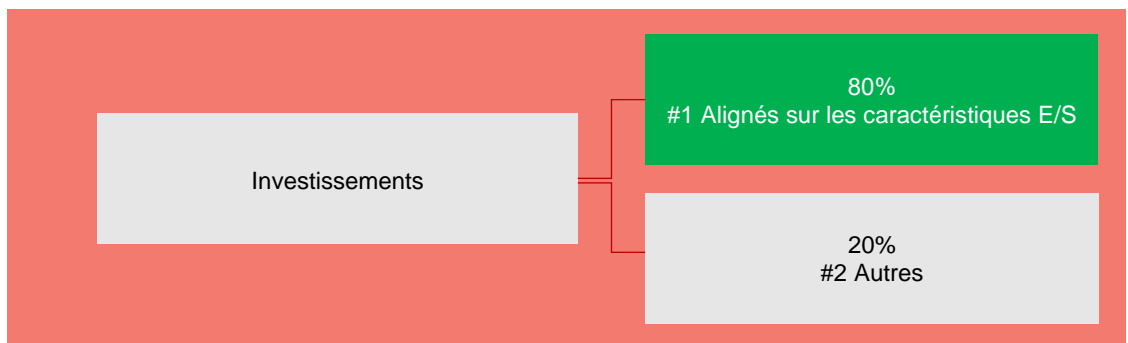 Investissements
80%
#1 Alignés sur les caractéristiques E/S
20%
#2 Autres